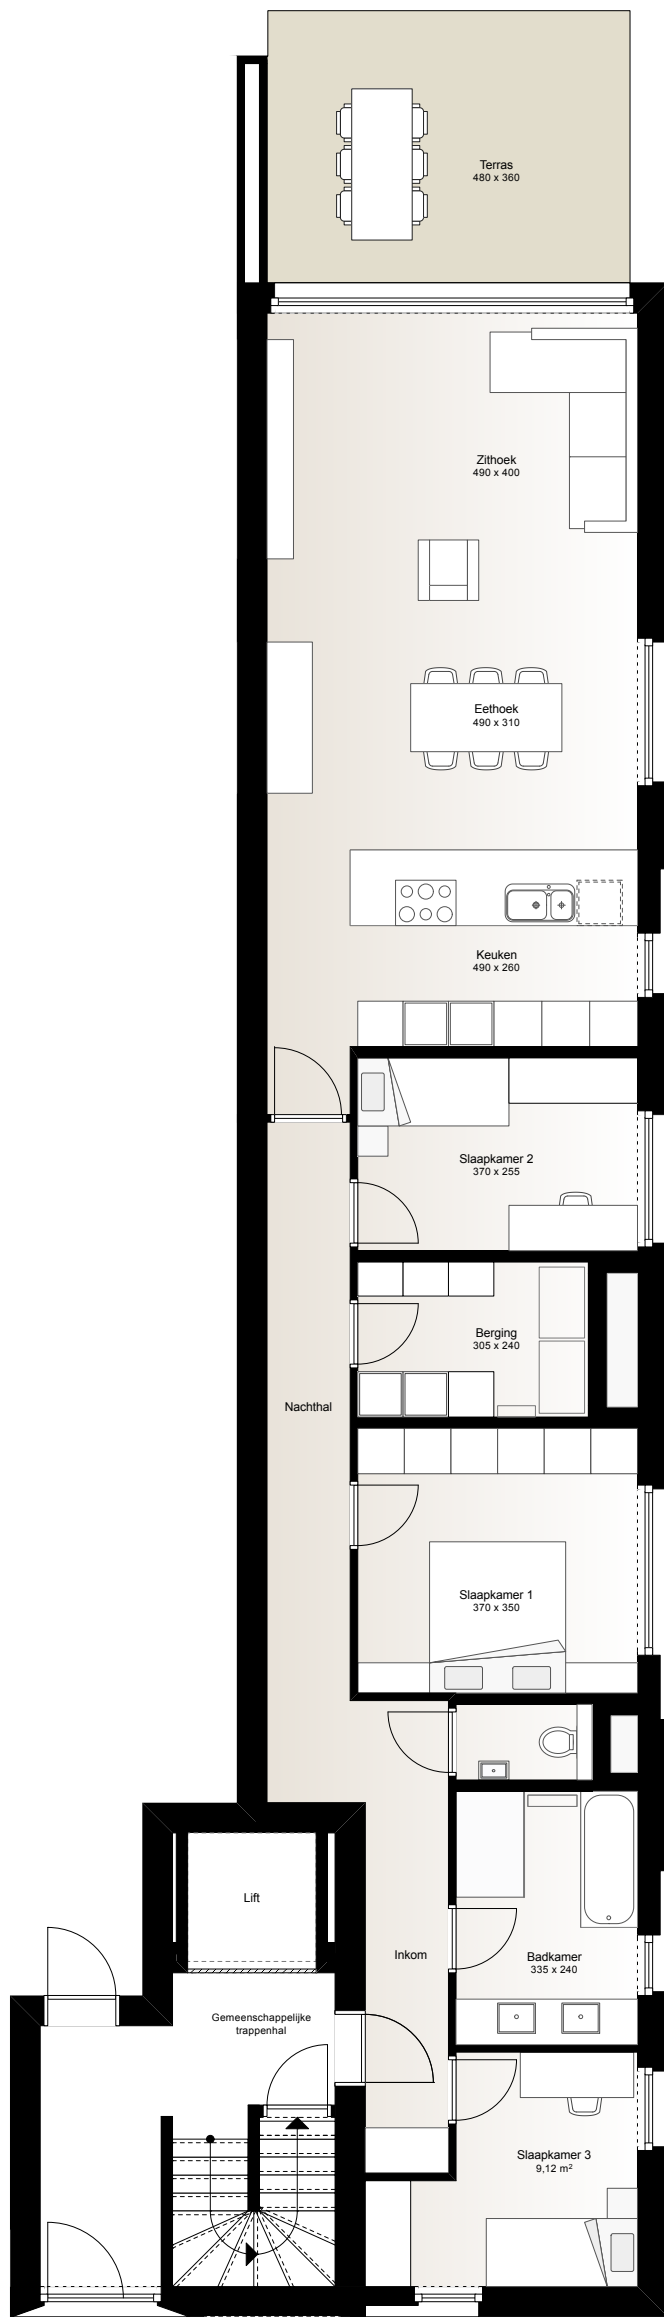 Terras
480 x 360
Zithoek
490 x 400
Eethoek
490 x 310
Keuken
490 x 260
Slaapkamer 2
370 x 255
Berging
305 x 240
Nachthal
Slaapkamer 1
370 x 350
Lift
Inkom
Badkamer
335 x 240
Gemeenschappelijke
trappenhal
Slaapkamer 3
9,12 m²